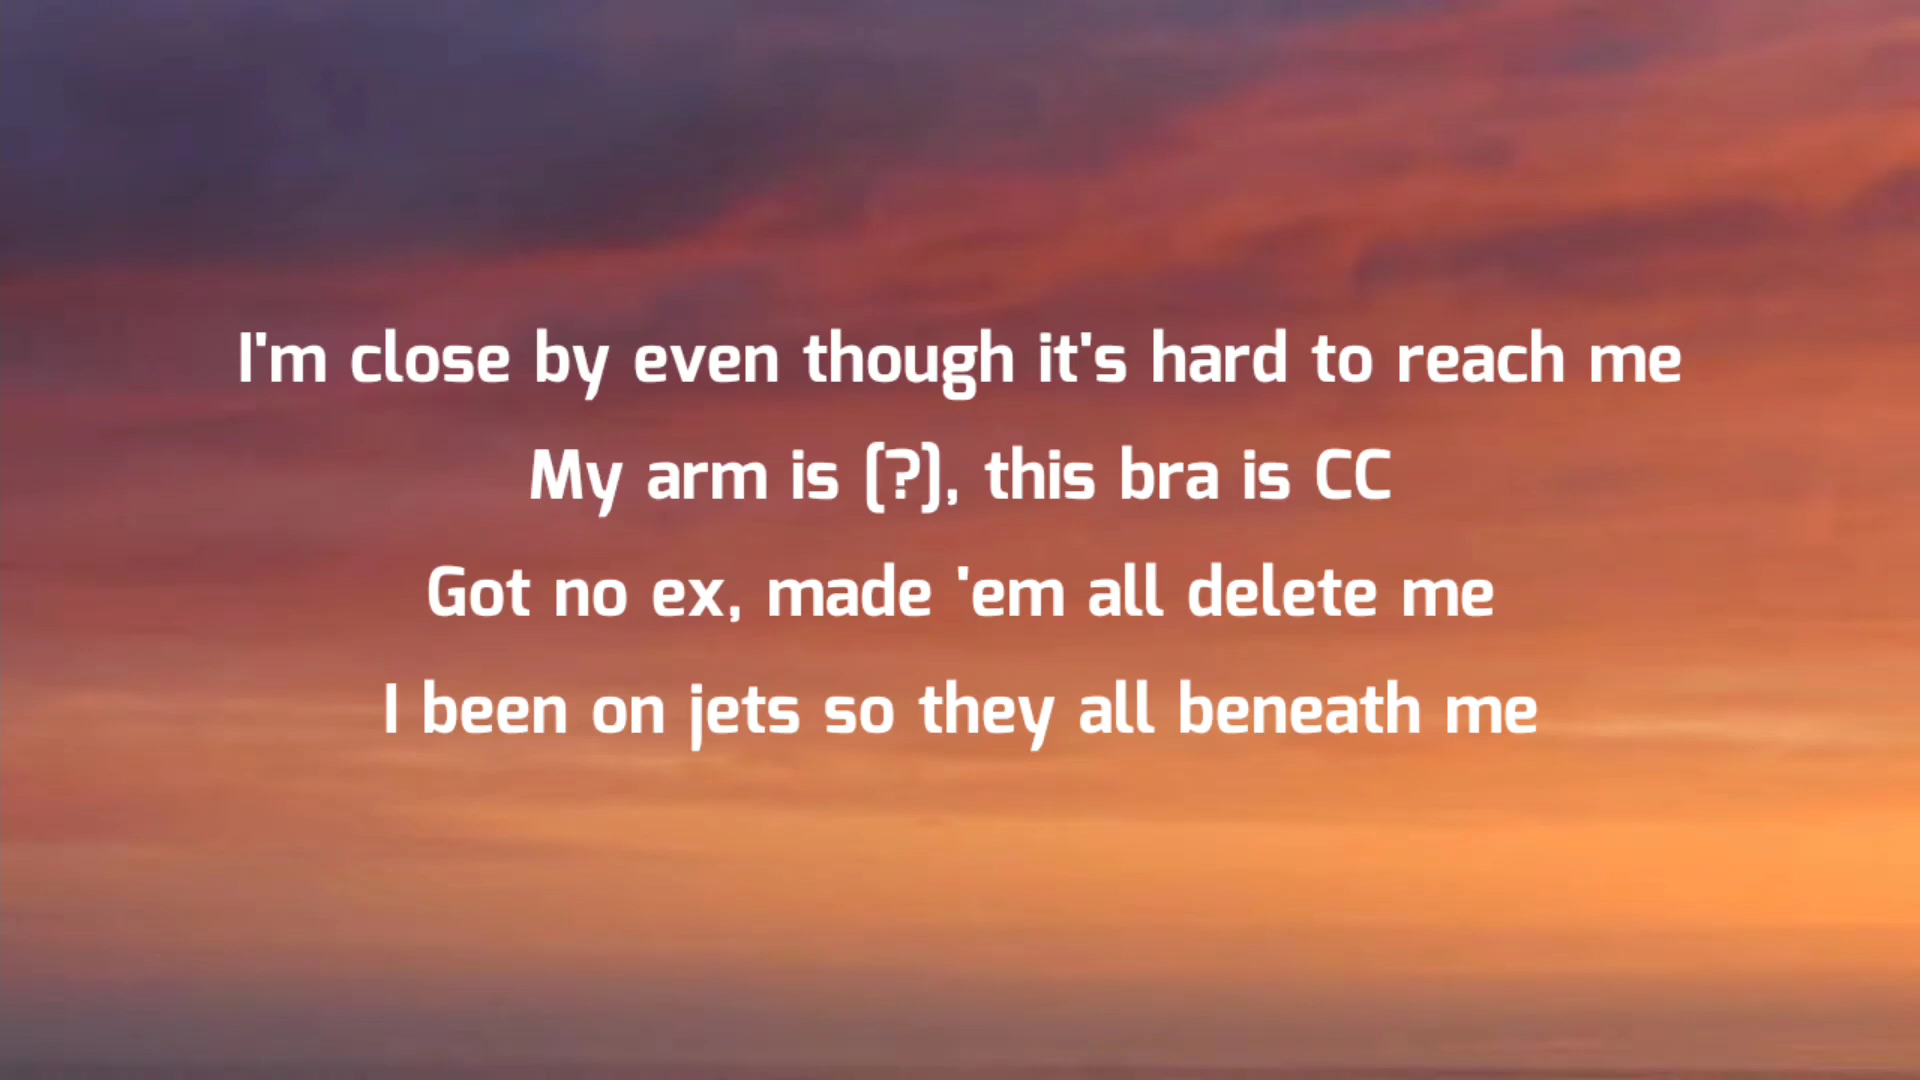 I'm close by even though it's hard to reach me
My arm is (?), this bra is CC
Got no ex, made 'em all delete me
I been on jets so they all beneath me